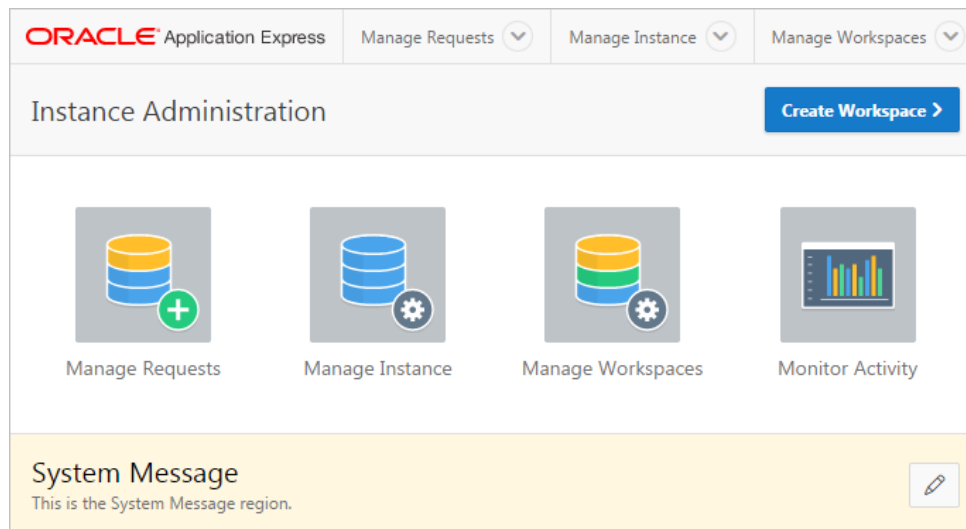 ORACLE Application Express Manage Requests Manage Instance Manage Workspaces
Instance Administration Create Workspace
Manage Requests Manage Instance Manage Workspaces Monitor Activity
System Message
This is the System Message region.